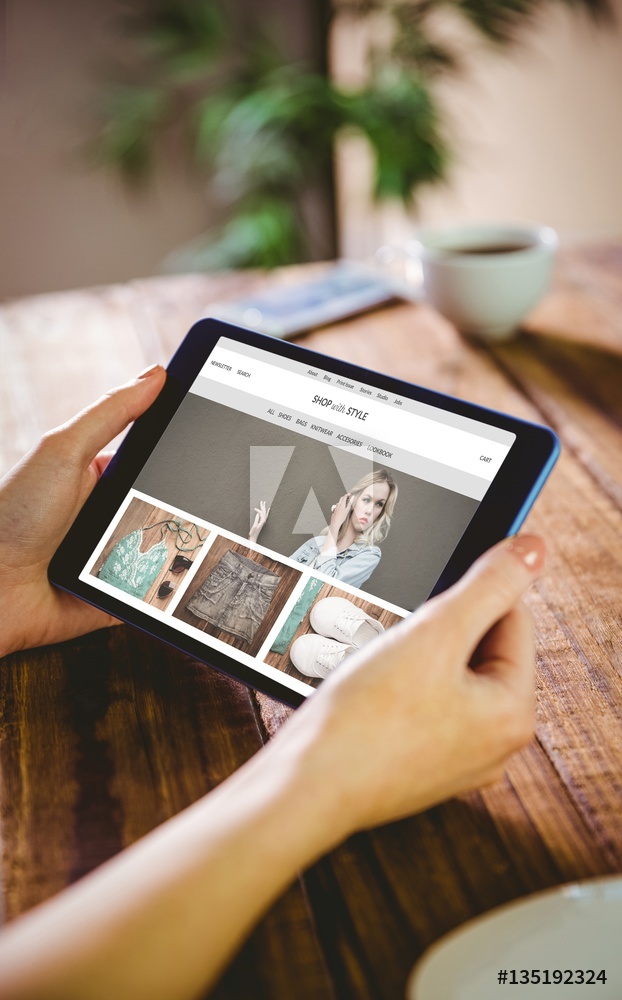 About Blog Print Issue Stories Studio Jobs
NEWSLETTER SEARCH
SHOP with STYLE
CART
ALL SHOES BAGS KNITWEAR ACCESORIES LOOKBOOK
#135192324